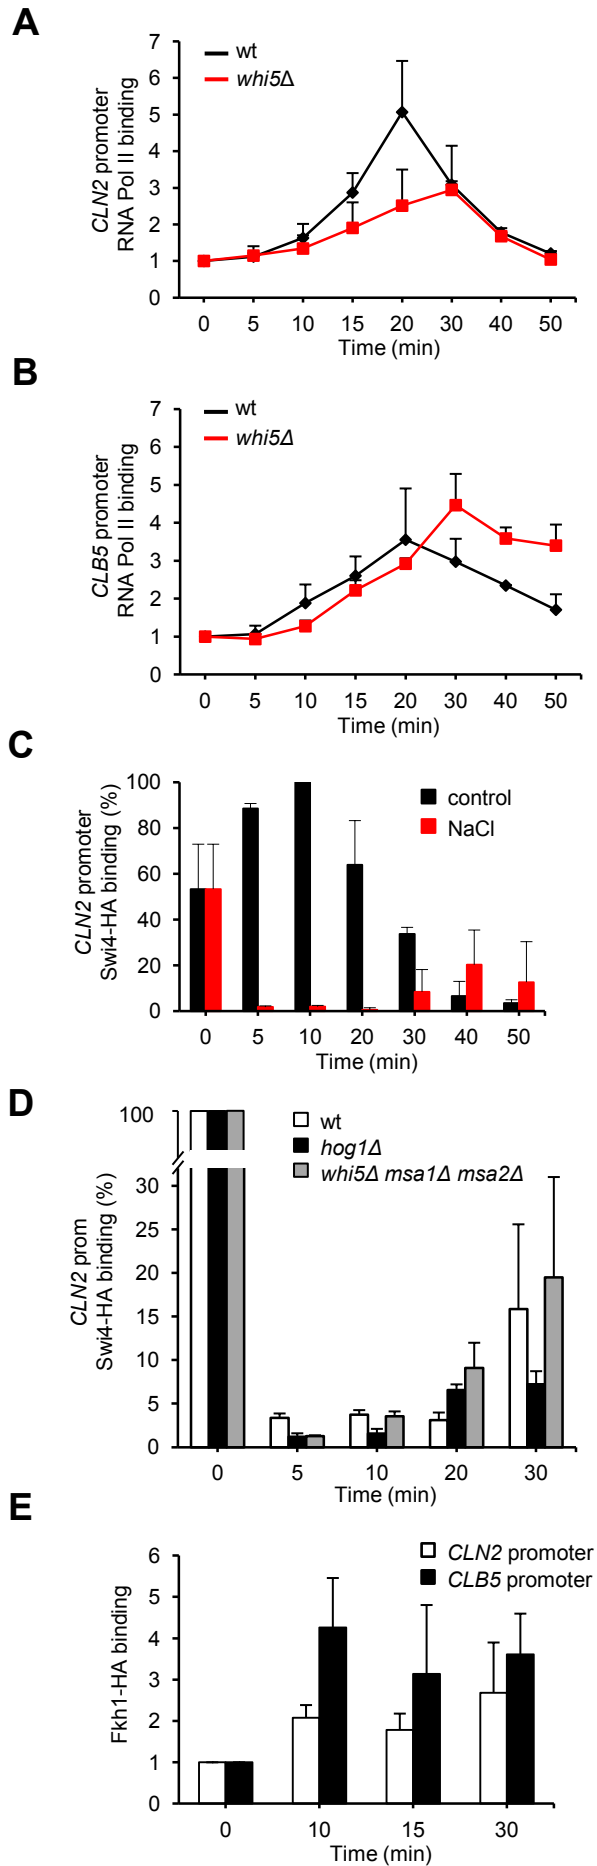 A
CLN2 promoter
RNA Pol II binding
7
6
5
4
3
2
1
0
wt
whi5Δ
0 5 10 15 20 30 40 50
Time (min)
B
CLB5 promoter
RNA Pol II binding
7
6
5
4
3
2
1
0
wt
whi5Δ
0 5 10 15 20 30 40 50
Time (min)
C
CLN2 promoter
Swi4-HA binding (%)
100
80
60
40
20
0
control
NaCl
0 5 10 20 30 40 50
Time (min)
D
CLN2 prom
Swi4-HA binding (%)
100
30
25
20
15
10
5
0
wt
hog1Δ
whi5Δ msa1Δ msa2Δ
0 5 10 20 30
Time (min)
E
Fkh1-HA binding
6
5
4
3
2
1
0
CLN2 promoter
CLB5 promoter
0 10 15 30
Time (min)